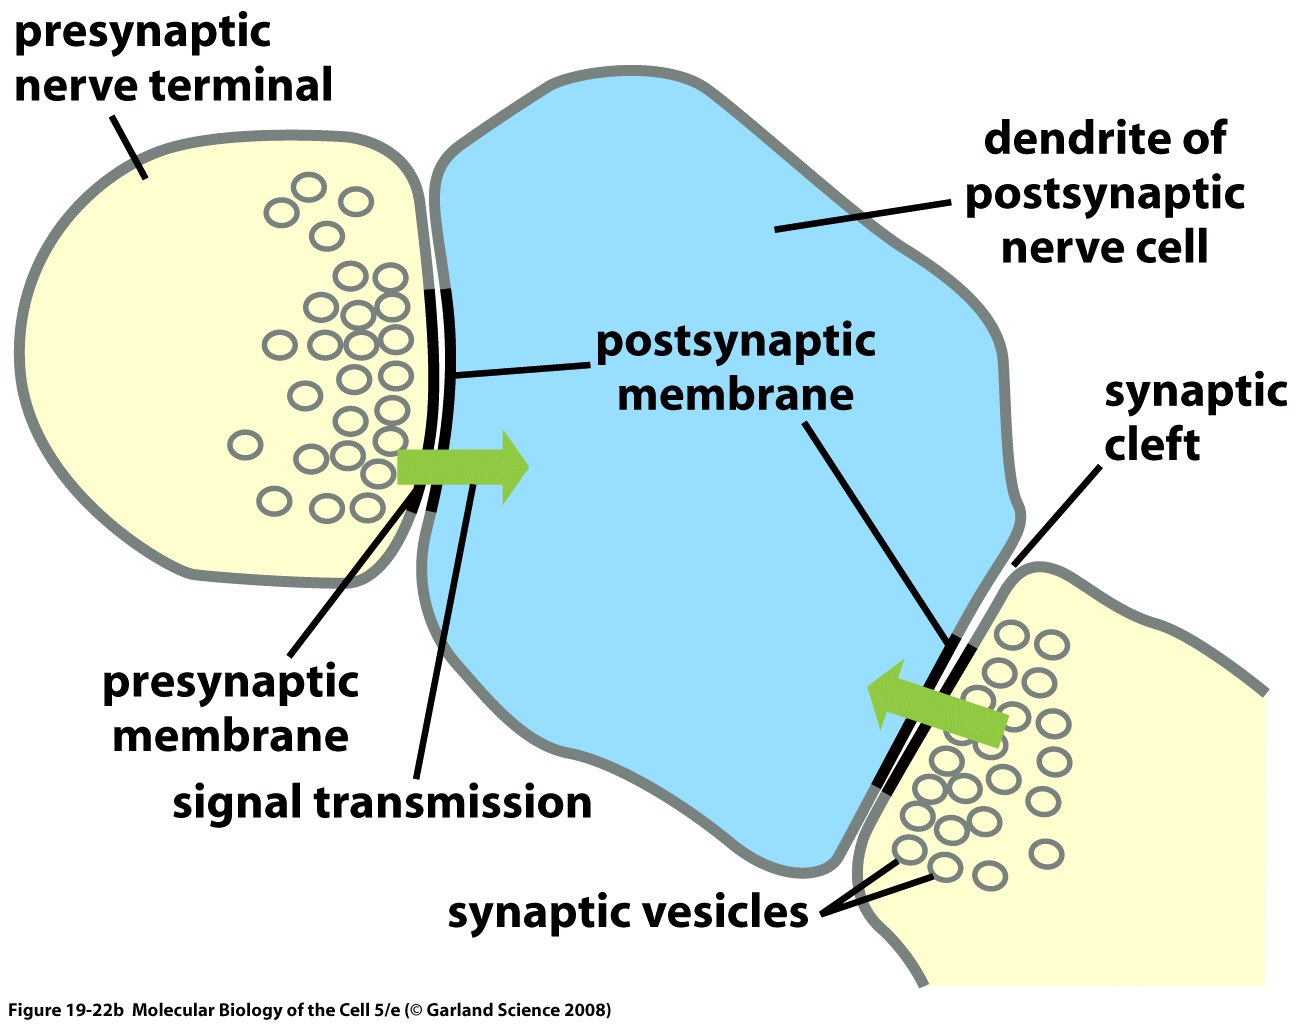 presynaptic
nerve terminal
dendrite of
postsynaptic
nerve cell
postsynaptic
membrane
synaptic
cleft
presynaptic
membrane
signal transmission
synaptic vesicles
Figure 19-22b Molecular Biology of the Cell 5/e (© Garland Science 2008)